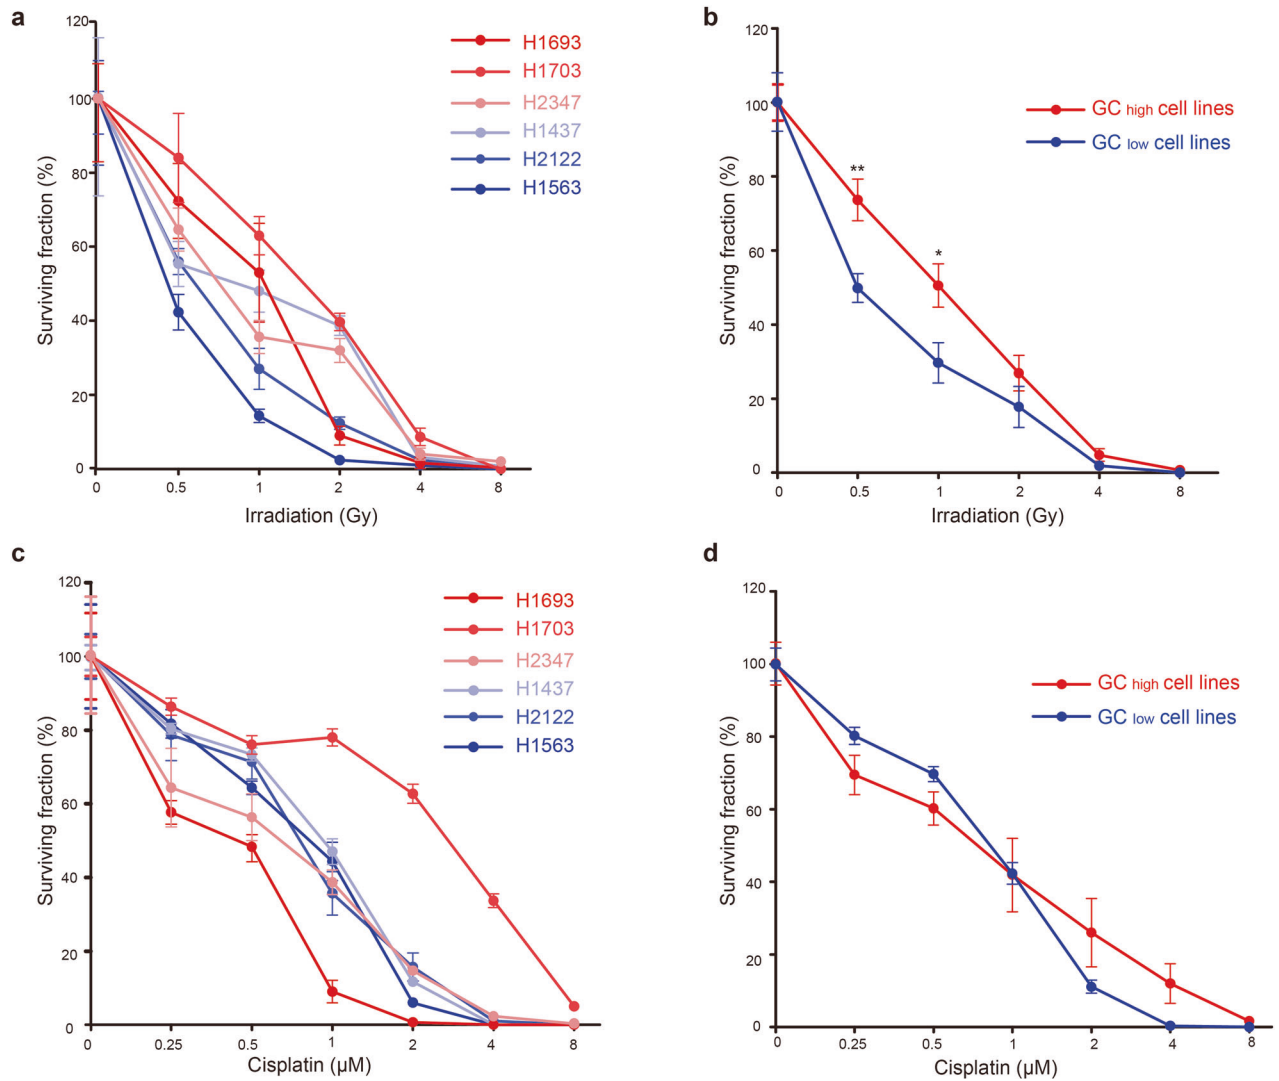 a
120
100
80
60
40
20
0
Surviving fraction (%)
0 0.5 1 2 4 8
Irradiation (Gy)
H1693
H1703
H2347
H1437
H2122
H1563
b
120
100
80
60
40
20
0
Surviving fraction (%)
** 
*
0 0.5 1 2 4 8
Irradiation (Gy)
GC high cell lines
GC low cell lines
c
120
100
80
60
40
20
0
Surviving fraction (%)
0 0.25 0.5 1 2 4 8
Cisplatin (µM)
H1693
H1703
H2347
H1437
H2122
H1563
d
120
100
80
60
40
20
0
Surviving fraction (%)
0 0.25 0.5 1 2 4 8
Cisplatin (µM)
GC high cell lines
GC low cell lines